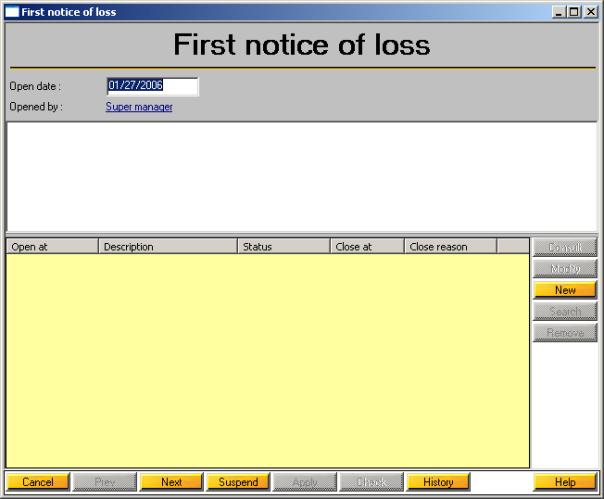 First notice of loss
First notice of loss
Open date : 01/27/2006
Opened by : Super manager
Open at Description Status Close at Close reason
Consult
Modify
New
Search
Remove
Cancel Prev Next Suspend Apply Check History Help